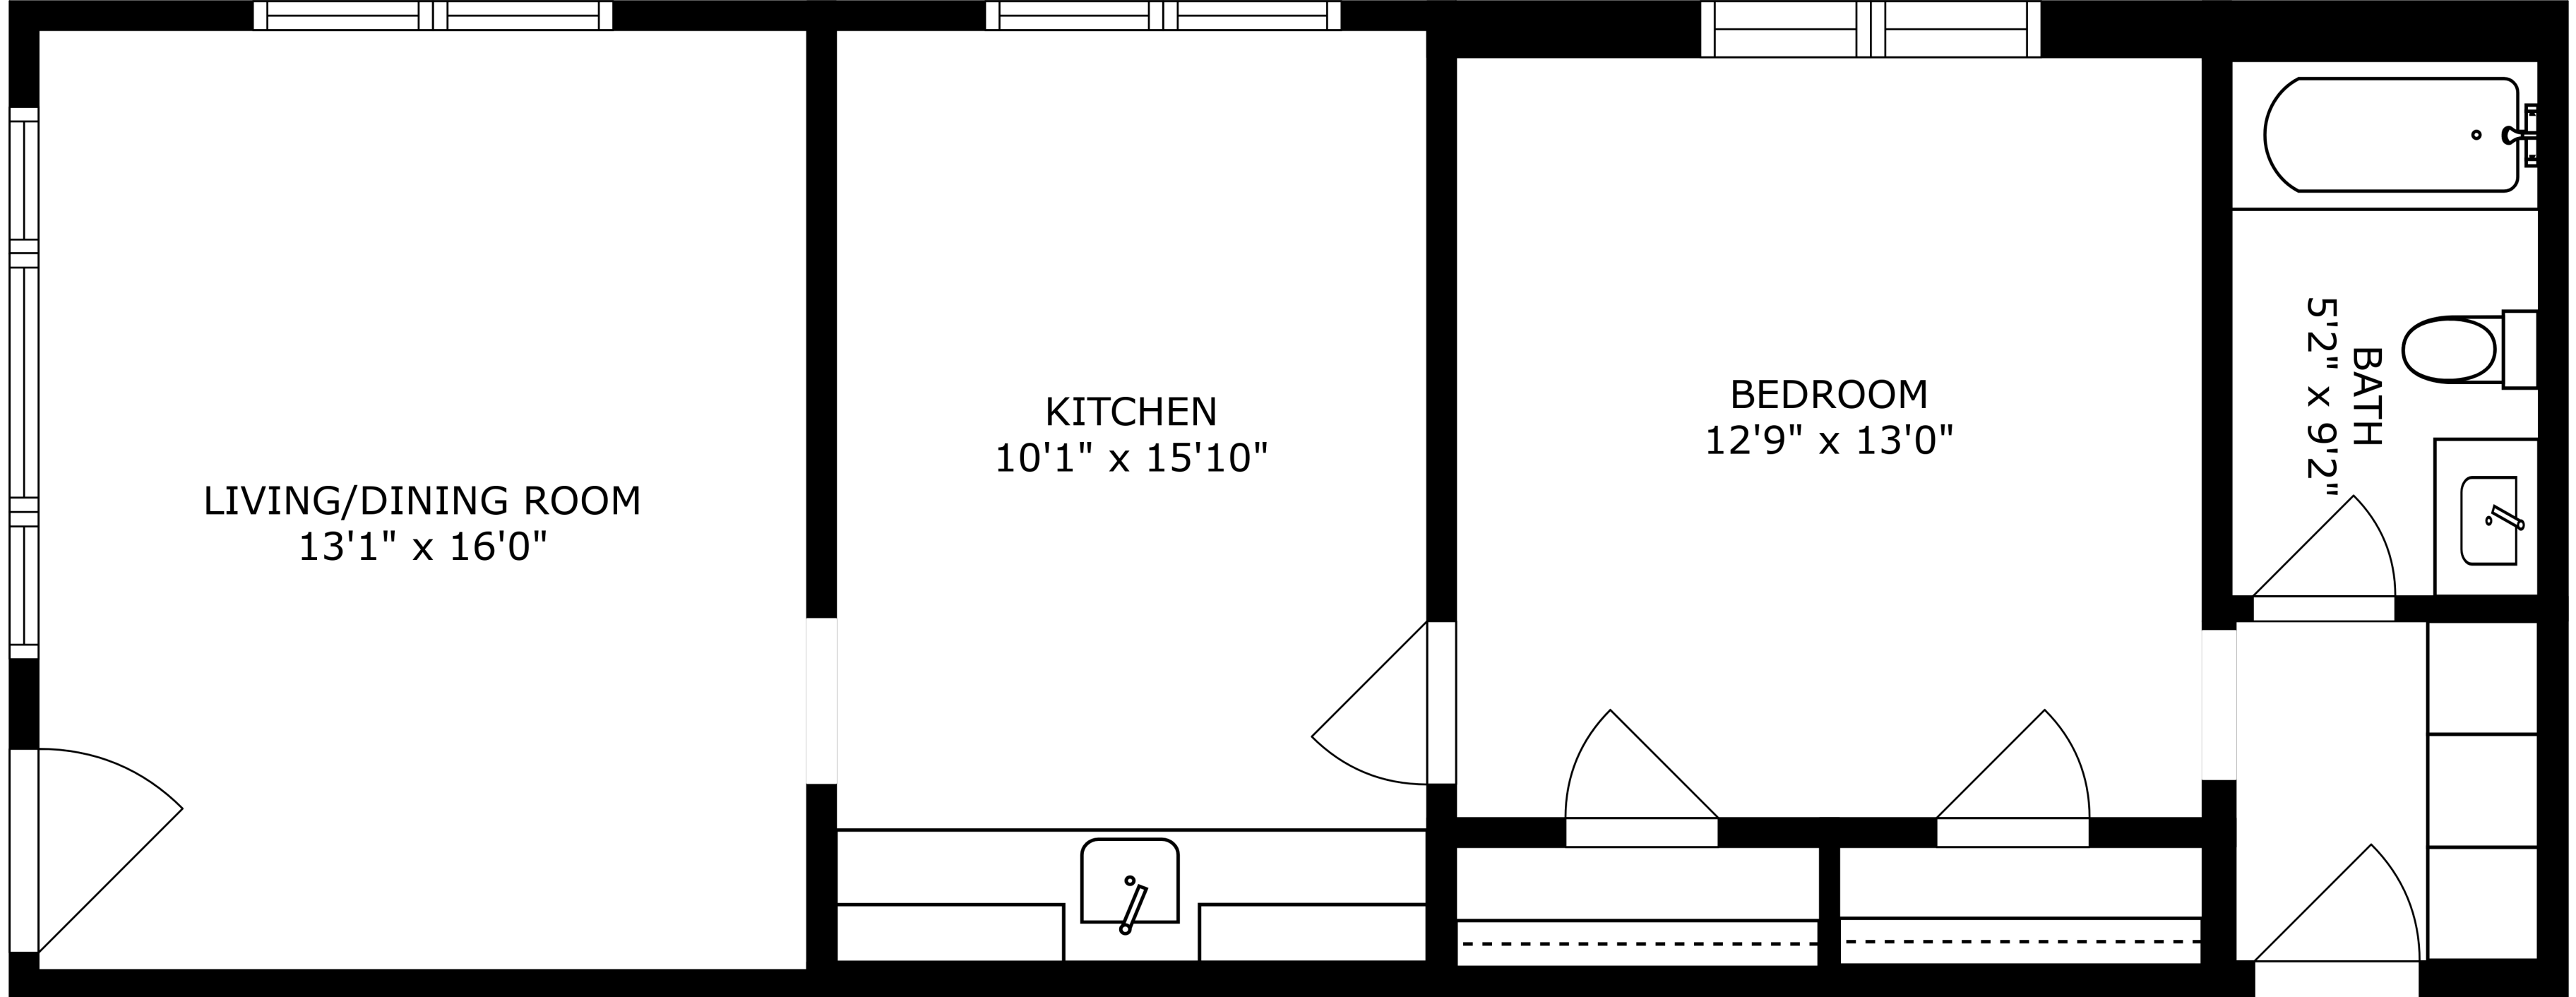 LIVING/DINING ROOM
13'1" x 16'0"
KITCHEN
10'1" x 15'10"
BEDROOM
12'9" x 13'0"
BATH
5'2" x 9'2"